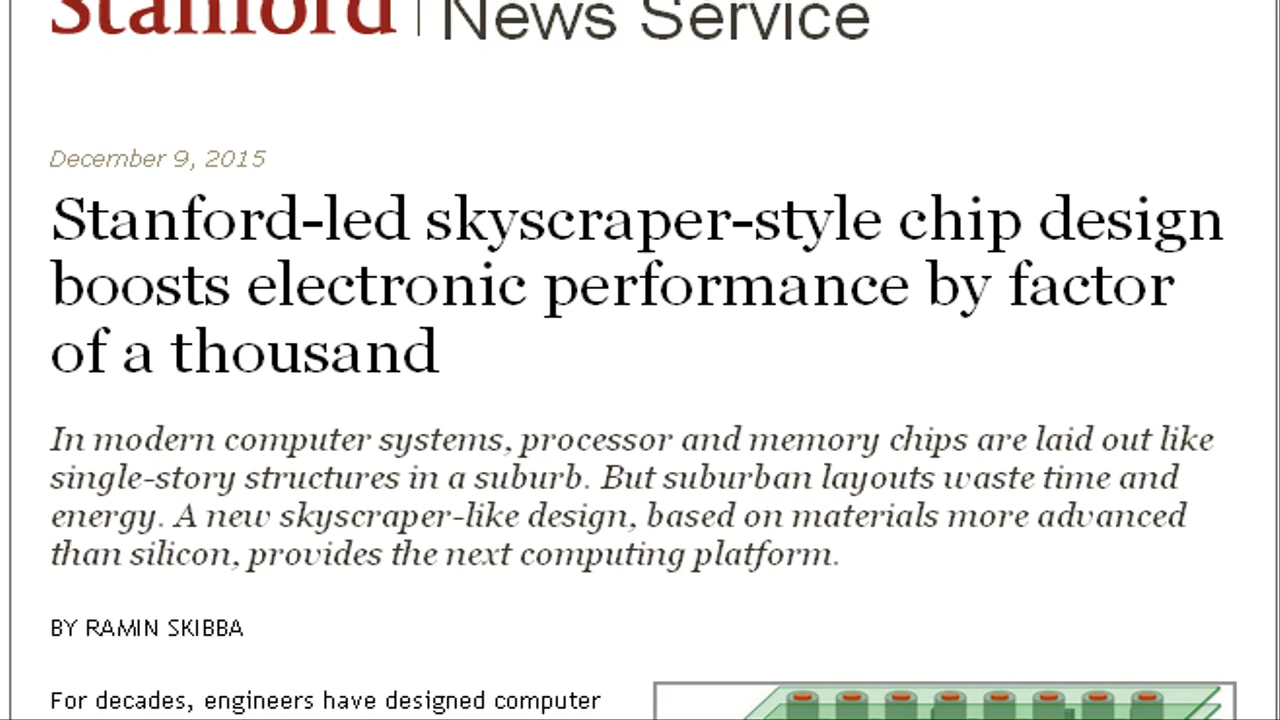 Stanford | News Service
December 9, 2015
Stanford-led skyscraper-style chip design
boosts electronic performance by factor
of a thousand
In modern computer systems, processor and memory chips are laid out like
single-story structures in a suburb. But suburban layouts waste time and
energy. A new skyscraper-like design, based on materials more advanced
than silicon, provides the next computing platform.
BY RAMIN SKIBBA
For decades, engineers have designed computer